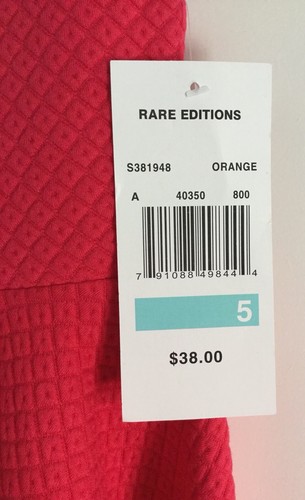 RARE EDITIONS
S381948 ORANGE
A 40350 800
7 91088 49844 4
5
$38.00